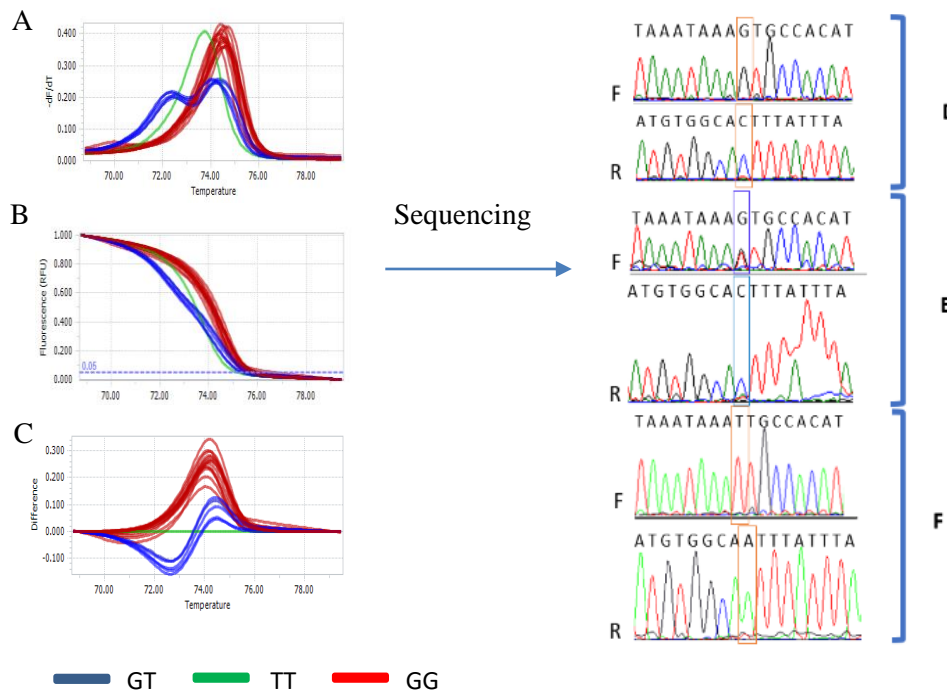 A
-dF/dT
0.400
0.300
0.200
0.100
0.000
70.00 72.00 74.00 76.00 78.00
Temperature
B
Fluorescence (RFU)
1.000
0.800
0.600
0.400
0.200
0.000
0,05
70.00 72.00 74.00 76.00 78.00
C
Difference
0.300
0.200
0.100
0.000
-0.100
70.00 72.00 74.00 76.00 78.00
Temperature
GT TT GG
Sequencing
TAAATAAAGTGCCACAT
F
ATGTGGCACTTTATTTA
R
D
TAAATAAAGTGCCACAT
F
ATGTGGCACTTTATTTA
R
TAAATAAATTGCCACAT
F
ATGTGGCAATTTATTTA
R
F